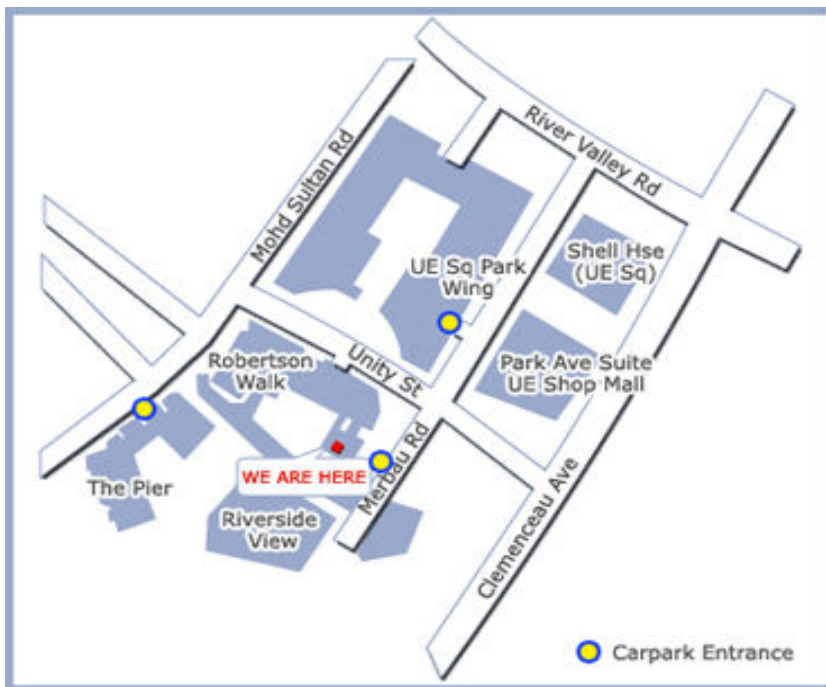 River Valley Rd
Mohd Sultan Rd
Shell Hse
(UE Sq)
UE Sq Park
Wing
Unity St
Park Ave Suite
UE Shop Mall
Robertson
Walk
WE ARE HERE
Merbau Rd
The Pier
Riverside
View
Clemenceau Ave
Carpark Entrance